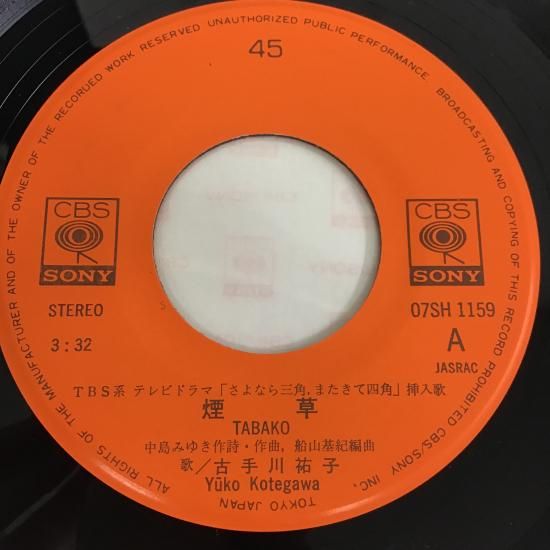 ALL RIGHTS OF THE MANUFACTURER AND OF THE OWNER OF THE RECORDED WORK RESERVED UNAUTHORIZED PUBLIC PERFORMANCE. BROADCASTING AND COPYING OF THIS RECORD PROHIBITED CBS/SONY INC.
45
CBS
SONY
CBS
SONY
STEREO
07SH 1159
3:32
A
JASRAC
TBS系 テレビドラマ「さよなら三角,またきて四角」挿入歌
煙 草
TABAKO
中島みゆき作詩・作曲,船山基紀編曲
歌/古手川祐子
Yūko Kotegawa
TOKYO JAPAN